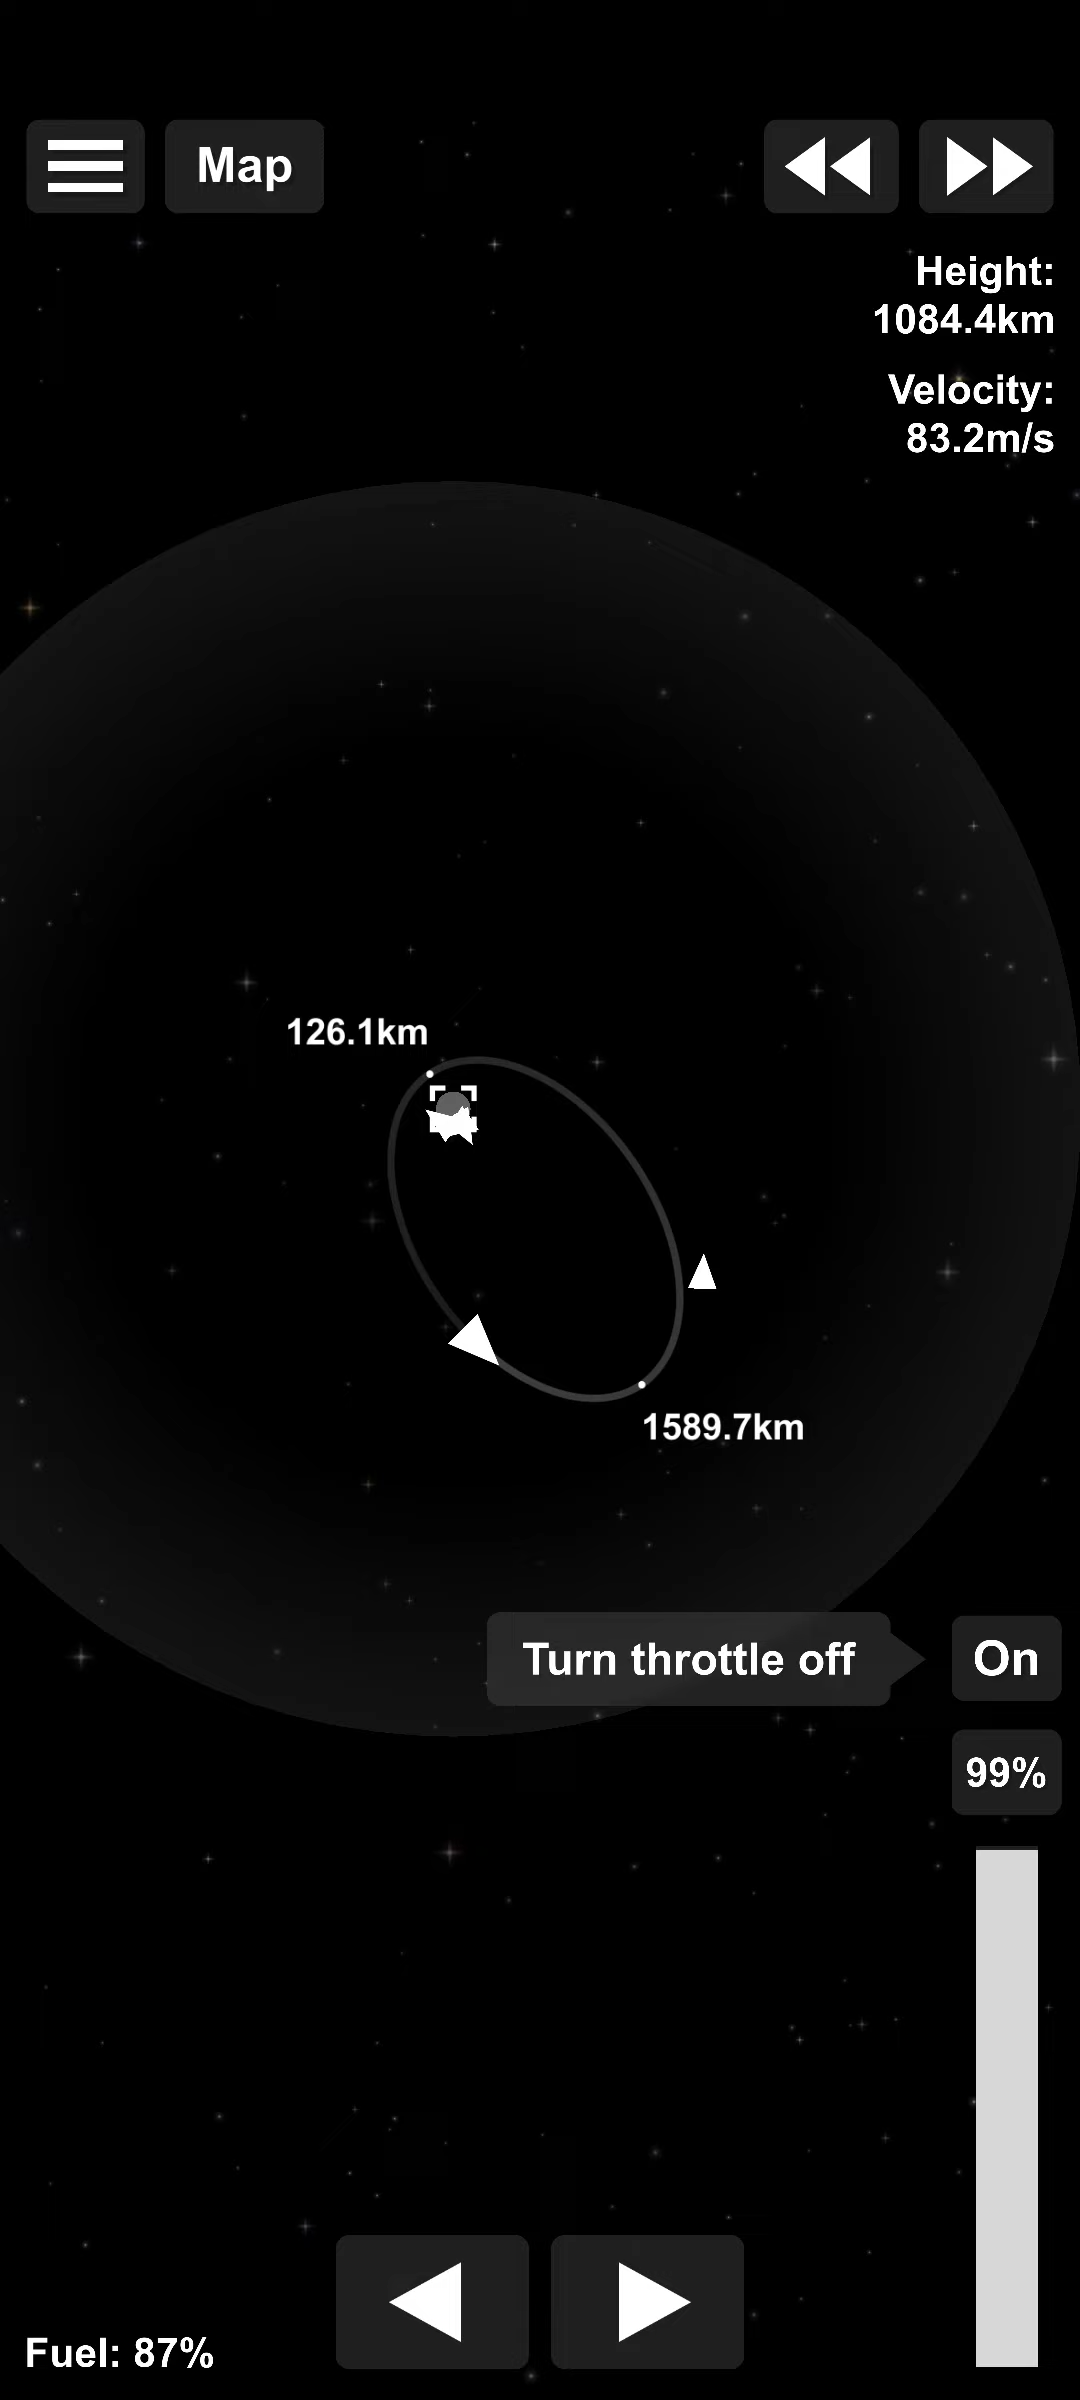 Map
Height:
1084.4km
Velocity:
83.2m/s
126.1km
1589.7km
Turn throttle off
On
99%
Fuel: 87%